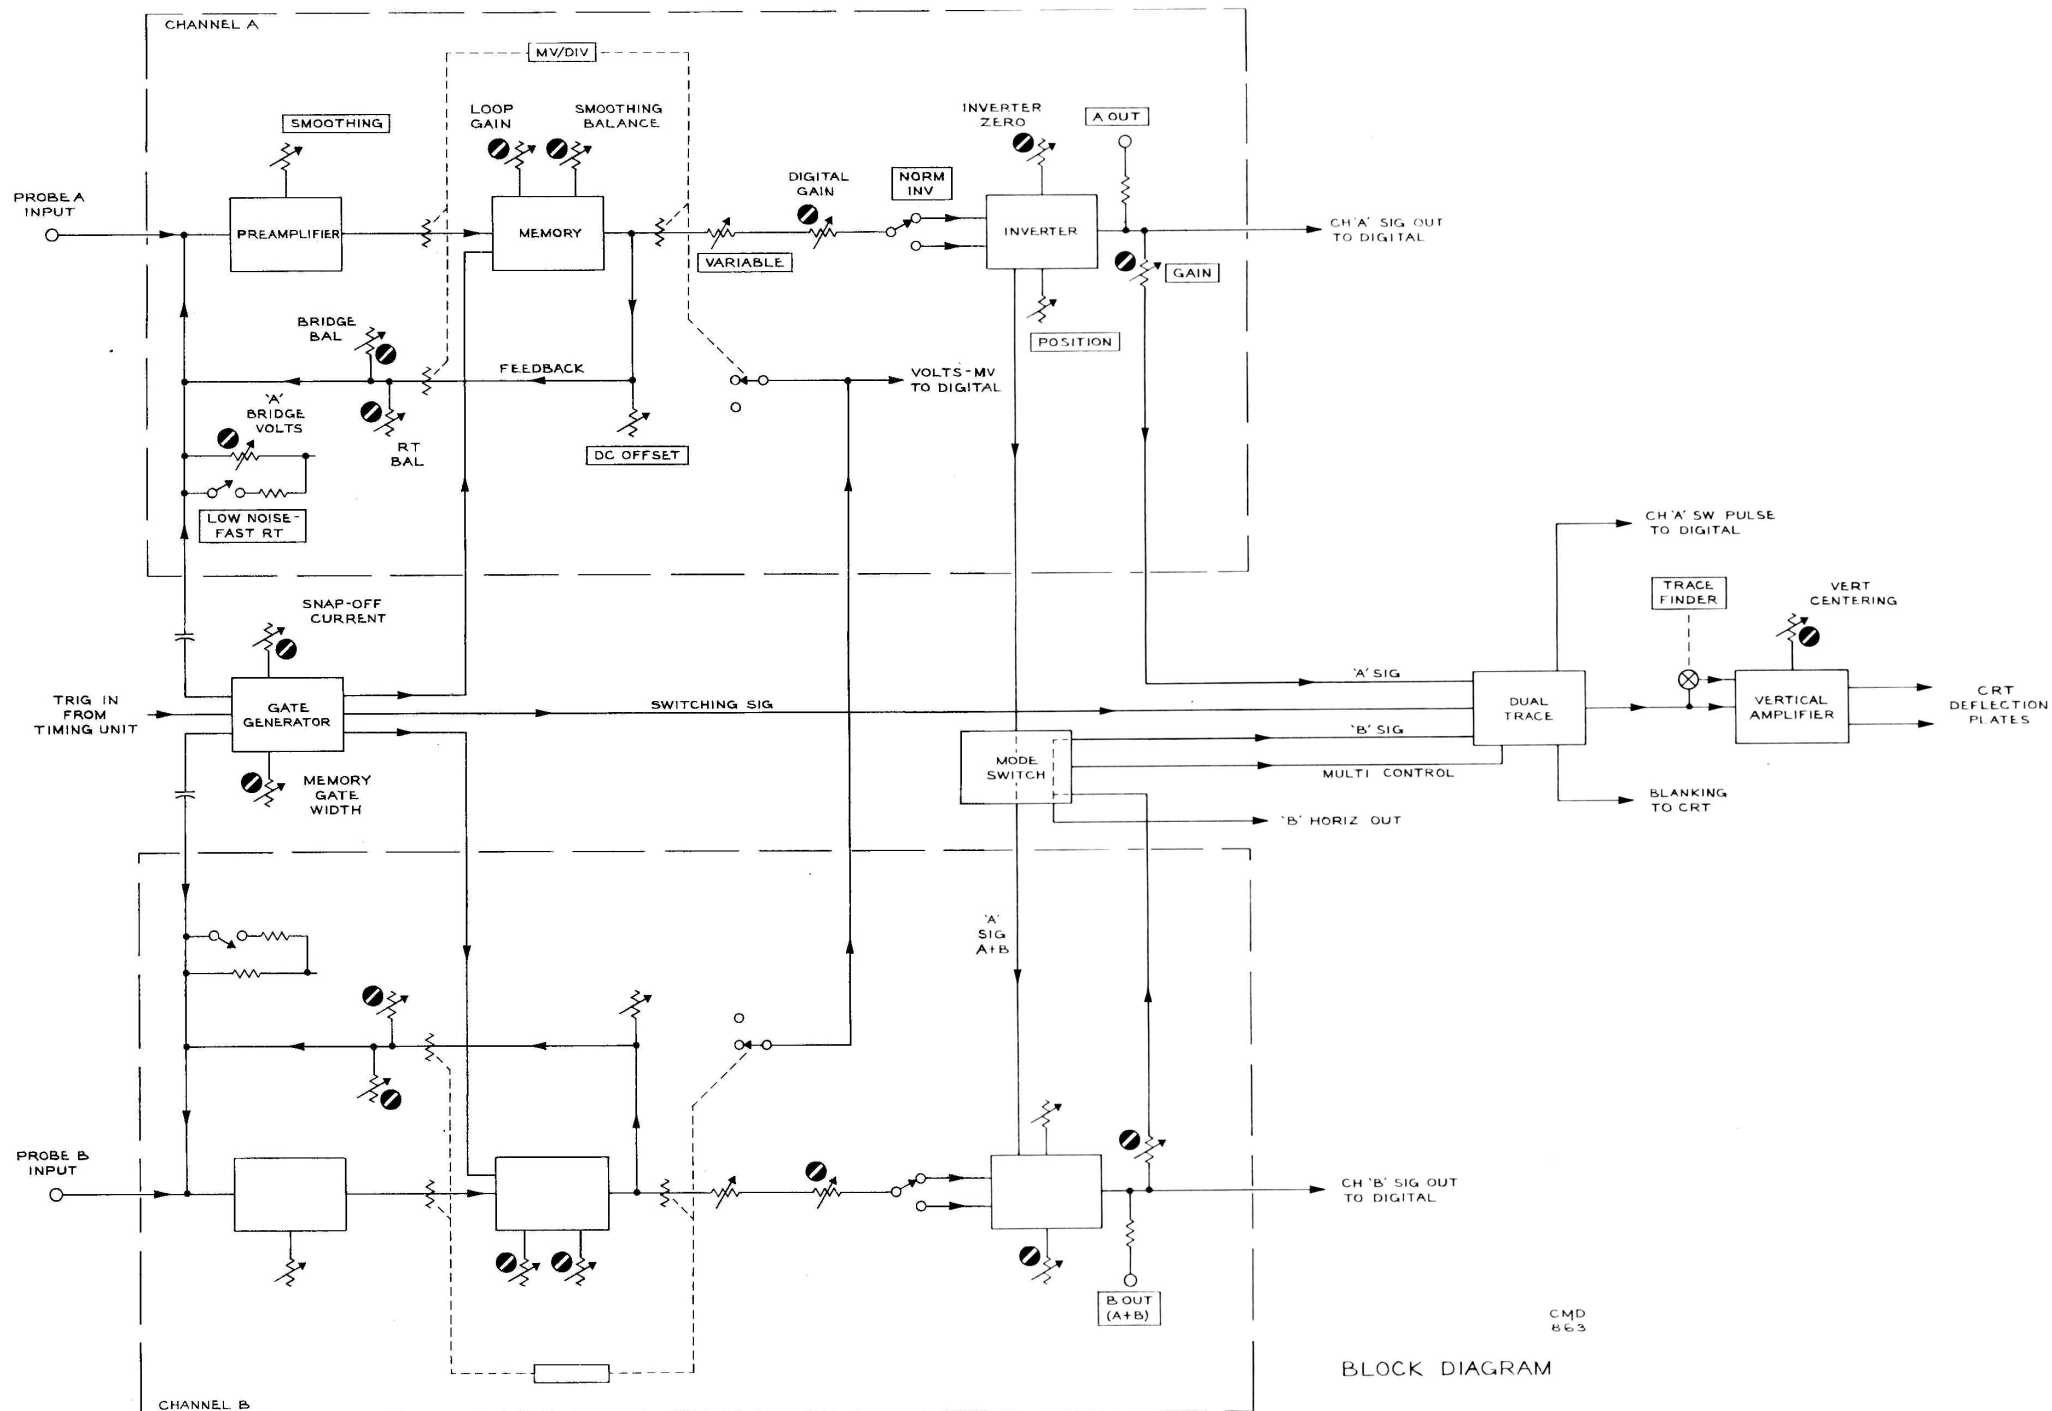 CHANNEL A
MV/DIV
SMOOTHING
LOOP
GAIN
SMOOTHING
BALANCE
INVERTER
ZERO
A OUT
PROBE A
INPUT
PREAMPLIFIER
MEMORY
DIGITAL
GAIN
NORM
INV
VARIABLE
INVERTER
CH 'A' SIG OUT
TO DIGITAL
GAIN
BRIDGE
BAL
FEEDBACK
POSITION
VOLTS-MV
TO DIGITAL
'A'
BRIDGE
VOLTS
RT
BAL
DC OFFSET
LOW NOISE-
FAST RT
CH 'A' SW PULSE
TO DIGITAL
SNAP-OFF
CURRENT
TRACE
FINDER
VERT
CENTERING
TRIG IN
FROM
TIMING UNIT
GATE
GENERATOR
SWITCHING SIG
'A' SIG
DUAL
TRACE
VERTICAL
AMPLIFIER
CRT
DEFLECTION
PLATES
'B' SIG
MODE
SWITCH
MULTI CONTROL
MEMORY
GATE
WIDTH
BLANKING
TO CRT
'B' HORIZ OUT
'A'
SIG
A+B
PROBE B
INPUT
CH 'B' SIG OUT
TO DIGITAL
B OUT
(A+B)
CMD
863
BLOCK DIAGRAM
CHANNEL B